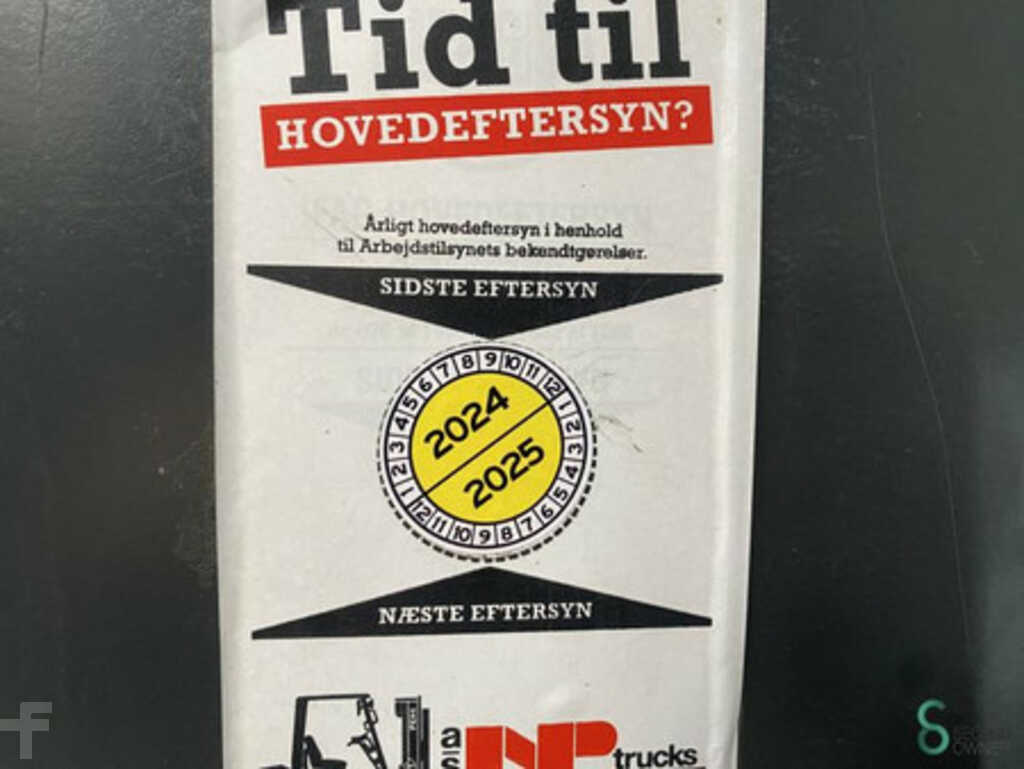 Tid til
HOVEDEFTERSYN?
Årligt hovedeftersyn i henhold
til Arbejdstilsynets bekendtgørelser.
SIDSTE EFTERSYN
1 2 3 4 5 6 7 8 9 10 11 12
2024
2025
1 2 3 4 5 6 7 8 9 10 11 12
NÆSTE EFTERSYN
a/s NP trucks